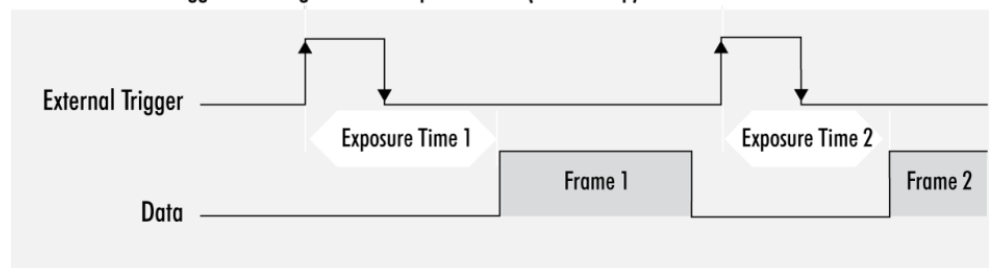 External Trigger
Exposure Time 1
Exposure Time 2
Frame 1
Frame 2
Data